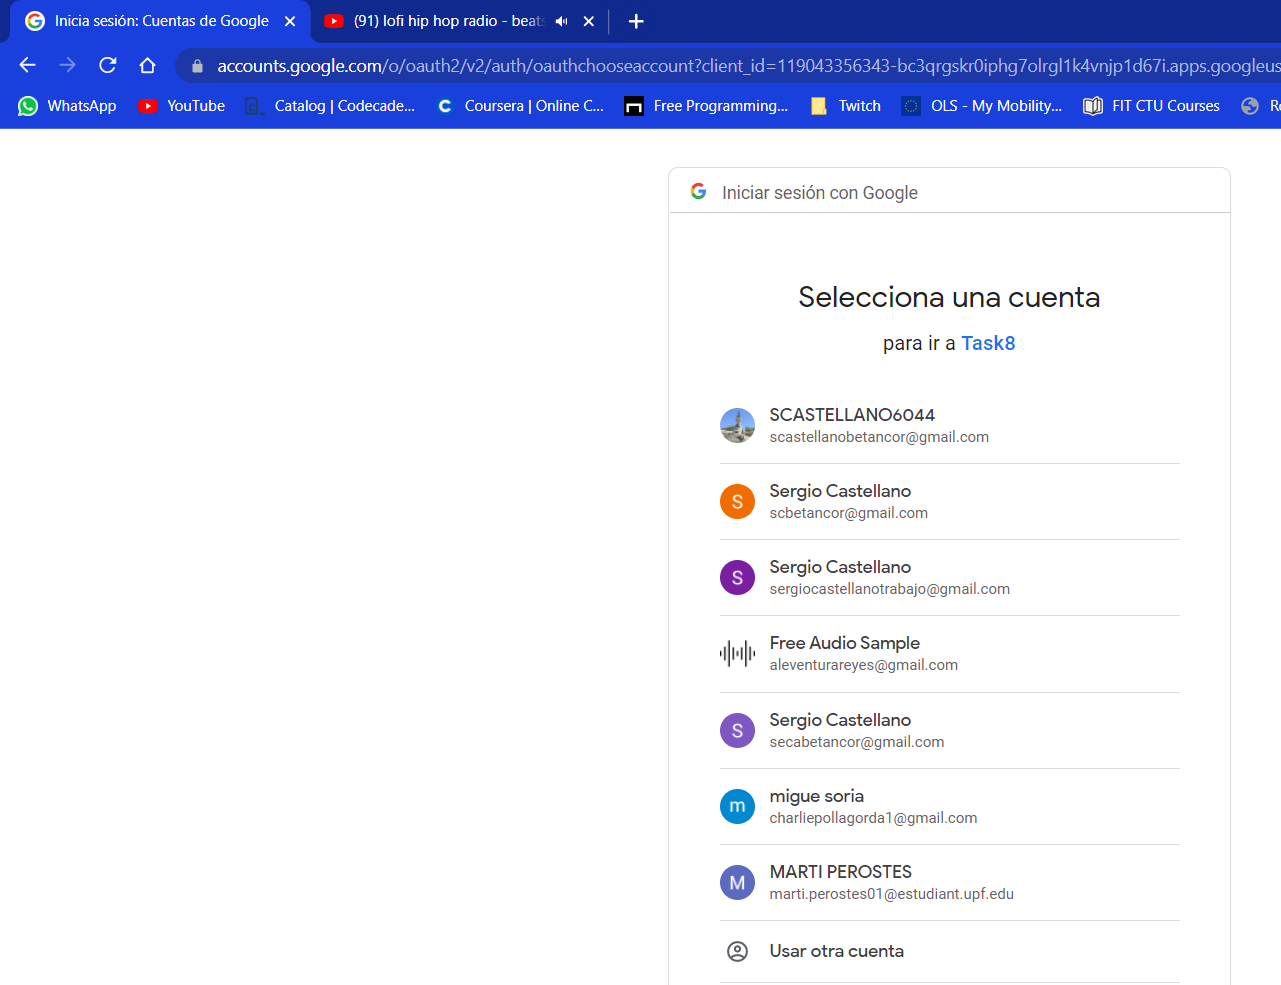 Inicia sesión: Cuentas de Google
(91) lofi hip hop radio - beats
accounts.google.com/o/oauth2/v2/auth/oauthchooseaccount?client_id=119043356343-bc3qrgskr0iphg7olrgl1k4vnjp1d67i.apps.googleus
WhatsApp YouTube Catalog | Codecade... Coursera | Online C... Free Programming... Twitch OLS - My Mobility... FIT CTU Courses
Iniciar sesión con Google
Selecciona una cuenta
para ir a Task8
SCASTELLANO6044
scastellanobetancor@gmail.com
S Sergio Castellano
scbetancor@gmail.com
S Sergio Castellano
sergiocastellanotrabajo@gmail.com
Free Audio Sample
aleventurareyes@gmail.com
S Sergio Castellano
secabetancor@gmail.com
m migue soria
charliepollagorda1@gmail.com
M MARTI PEROSTES
marti.perostes01@estudiant.upf.edu
Usar otra cuenta